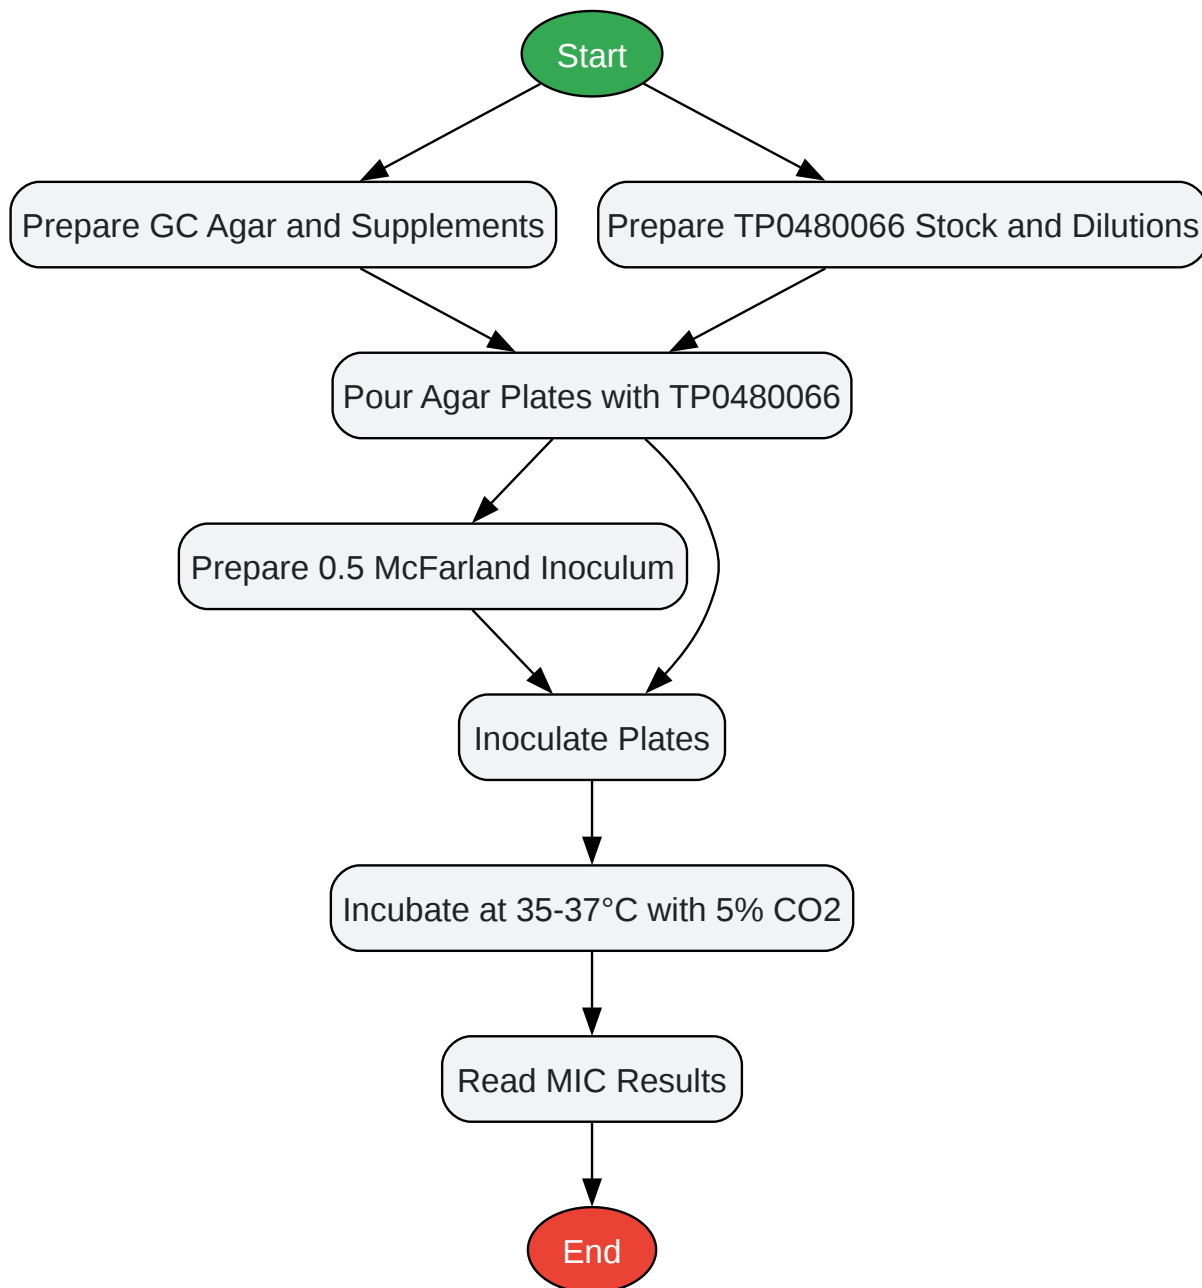 Start
Prepare GC Agar and Supplements
Prepare TP0480066 Stock and Dilutions
Pour Agar Plates with TP0480066
Prepare 0.5 McFarland Inoculum
Inoculate Plates
Incubate at 35-37°C with 5% CO2
Read MIC Results
End